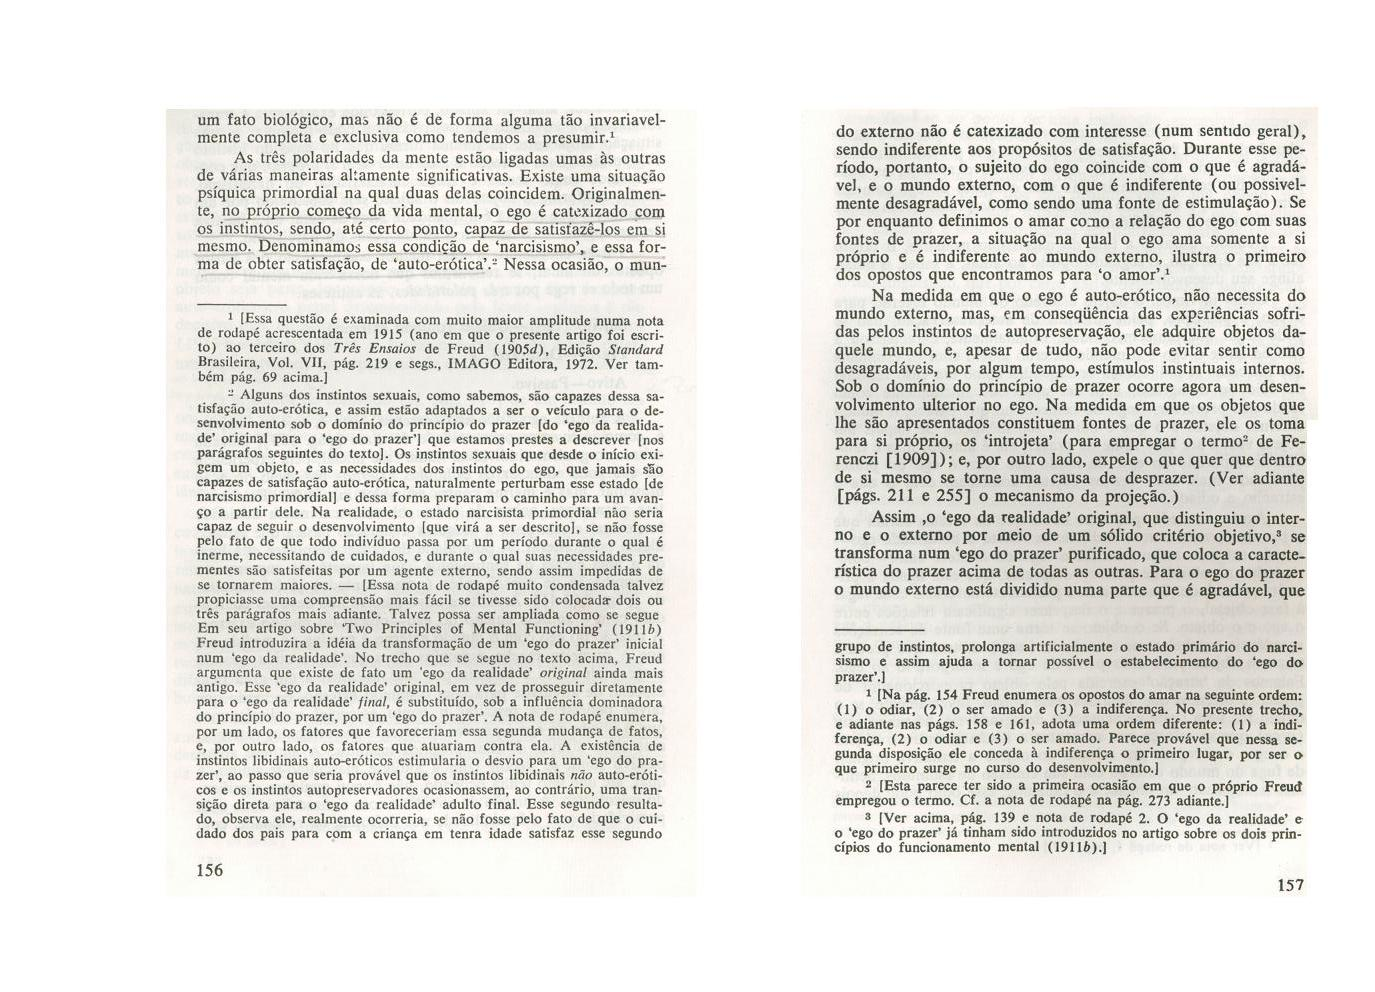 um fato biológico, mas não é de forma alguma tão invariavel-
mente completa e exclusiva como tendemos a presumir.¹
As três polaridades da mente estão ligadas umas às outras
de várias maneiras altamente significativas. Existe uma situação
psíquica primordial na qual duas delas coincidem. Originalmen-
te, no próprio começo da vida mental, o ego é catexizado com
os instintos, sendo, até certo ponto, capaz de satisfazê-los em si
mesmo. Denominamos essa condição de ‘narcisismo’, e essa for-
ma de obter satisfação, de ‘auto-erótica’.² Nessa ocasião, o mun-
¹ [Essa questão é examinada com muito maior amplitude numa nota
de rodapé acrescentada em 1915 (ano em que o presente artigo foi escri-
to) ao terceiro dos Três Ensaios de Freud (1905d), Edição Standard
Brasileira, Vol. VII, pág. 219 e segs., IMAGO Editora, 1972. Ver tam-
bém pág. 69 acima.]
² Alguns dos instintos sexuais, como sabemos, são capazes dessa sa-
tisfação auto-erótica, e assim estão adaptados a ser o veículo para o de-
senvolvimento sob o domínio do princípio do prazer [do ‘ego da realida-
de’ original para o ‘ego do prazer’] que estamos prestes a descrever [nos
parágrafos seguintes do texto]. Os instintos sexuais que desde o início exi-
gem um objeto, e as necessidades dos instintos do ego, que jamais são
capazes de satisfação auto-erótica, naturalmente perturbam esse estado [de
narcisismo primordial] e dessa forma preparam o caminho para um avan-
ço a partir dele. Na realidade, o estado narcisista primordial não seria
capaz de seguir o desenvolvimento [que virá a ser descrito], se não fosse
pelo fato de que todo indivíduo passa por um período durante o qual é
inerme, necessitando de cuidados, e durante o qual suas necessidades pre-
mentes são satisfeitas por um agente externo, sendo assim impedidas de
se tornarem maiores. — [Essa nota de rodapé muito condensada talvez
propiciasse uma compreensão mais fácil se tivesse sido colocada dois ou
três parágrafos mais adiante. Talvez possa ser ampliada como se segue
Em seu artigo sobre ‘Two Principles of Mental Functioning’ (1911b)
Freud introduzira a idéia da transformação de um ‘ego do prazer’ inicial
num ‘ego da realidade’. No trecho que se segue no texto acima, Freud
argumenta que existe de fato um ‘ego da realidade’ original ainda mais
antigo. Esse ‘ego da realidade’ original, em vez de prosseguir diretamente
para o ‘ego da realidade’ final, é substituído, sob a influência dominadora
do princípio do prazer, por um ‘ego do prazer’. A nota de rodapé enumera,
por um lado, os fatores que favoreceriam essa segunda mudança de fatos,
e, por outro lado, os fatores que atuariam contra ela. A existência de
instintos libidinais auto-eróticos estimularia o desvio para um ‘ego do pra-
zer’, ao passo que seria provável que os instintos libidinais não auto-eróti-
cos e os instintos autopreservadores ocasionassem, ao contrário, uma tran-
sição direta para o ‘ego da realidade’ adulto final. Esse segundo resulta-
do, observa ele, realmente ocorreria, se não fosse pelo fato de que o cui-
dado dos pais para com a criança em tenra idade satisfaz esse segundo
156
do externo não é catexizado com interesse (num sentido geral),
sendo indiferente aos propósitos de satisfação. Durante esse pe-
ríodo, portanto, o sujeito do ego coincide com o que é agradá-
vel, e o mundo externo, com o que é indiferente (ou possivel-
mente desagradável, como sendo uma fonte de estimulação). Se
por enquanto definimos o amar como a relação do ego com suas
fontes de prazer, a situação na qual o ego ama somente a si
próprio e é indiferente ao mundo externo, ilustra o primeiro
dos opostos que encontramos para ‘o amor’.¹
Na medida em que o ego é auto-erótico, não necessita do
mundo externo, mas, em conseqüência das experiências sofri-
das pelos instintos de autopreservação, ele adquire objetos da-
quele mundo, e, apesar de tudo, não pode evitar sentir como
desagradáveis, por algum tempo, estímulos instintuais internos.
Sob o domínio do princípio de prazer ocorre agora um desen-
volvimento ulterior no ego. Na medida em que os objetos que
lhe são apresentados constituem fontes de prazer, ele os toma
para si próprio, os ‘introjeta’ (para empregar o termo² de Fe-
renczi [1909]); e, por outro lado, expele o que quer que dentro
de si mesmo se torne uma causa de desprazer. (Ver adiante
[págs. 211 e 255] o mecanismo da projeção.)
Assim ,o ‘ego da realidade’ original, que distinguiu o inter-
no e o externo por meio de um sólido critério objetivo,³ se
transforma num ‘ego do prazer’ purificado, que coloca a caracte-
rística do prazer acima de todas as outras. Para o ego do prazer
o mundo externo está dividido numa parte que é agradável, que
grupo de instintos, prolonga artificialmente o estado primário do narci-
sismo e assim ajuda a tornar possível o estabelecimento do ‘ego do
prazer’.]
¹ [Na pág. 154 Freud enumera os opostos do amar na seguinte ordem:
(1) o odiar, (2) o ser amado e (3) a indiferença. No presente trecho,
e adiante nas págs. 158 e 161, adota uma ordem diferente: (1) a indi-
ferença, (2) o odiar e (3) o ser amado. Parece provável que nessa se-
gunda disposição ele conceda à indiferença o primeiro lugar, por ser o
que primeiro surge no curso do desenvolvimento.]
² [Esta parece ter sido a primeira ocasião em que o próprio Freud
empregou o termo. Cf. a nota de rodapé na pág. 273 adiante.]
³ [Ver acima, pág. 139 e nota de rodapé 2. O ‘ego da realidade’ e
o ‘ego do prazer’ já tinham sido introduzidos no artigo sobre os dois prin-
cípios do funcionamento mental (1911b).]
157